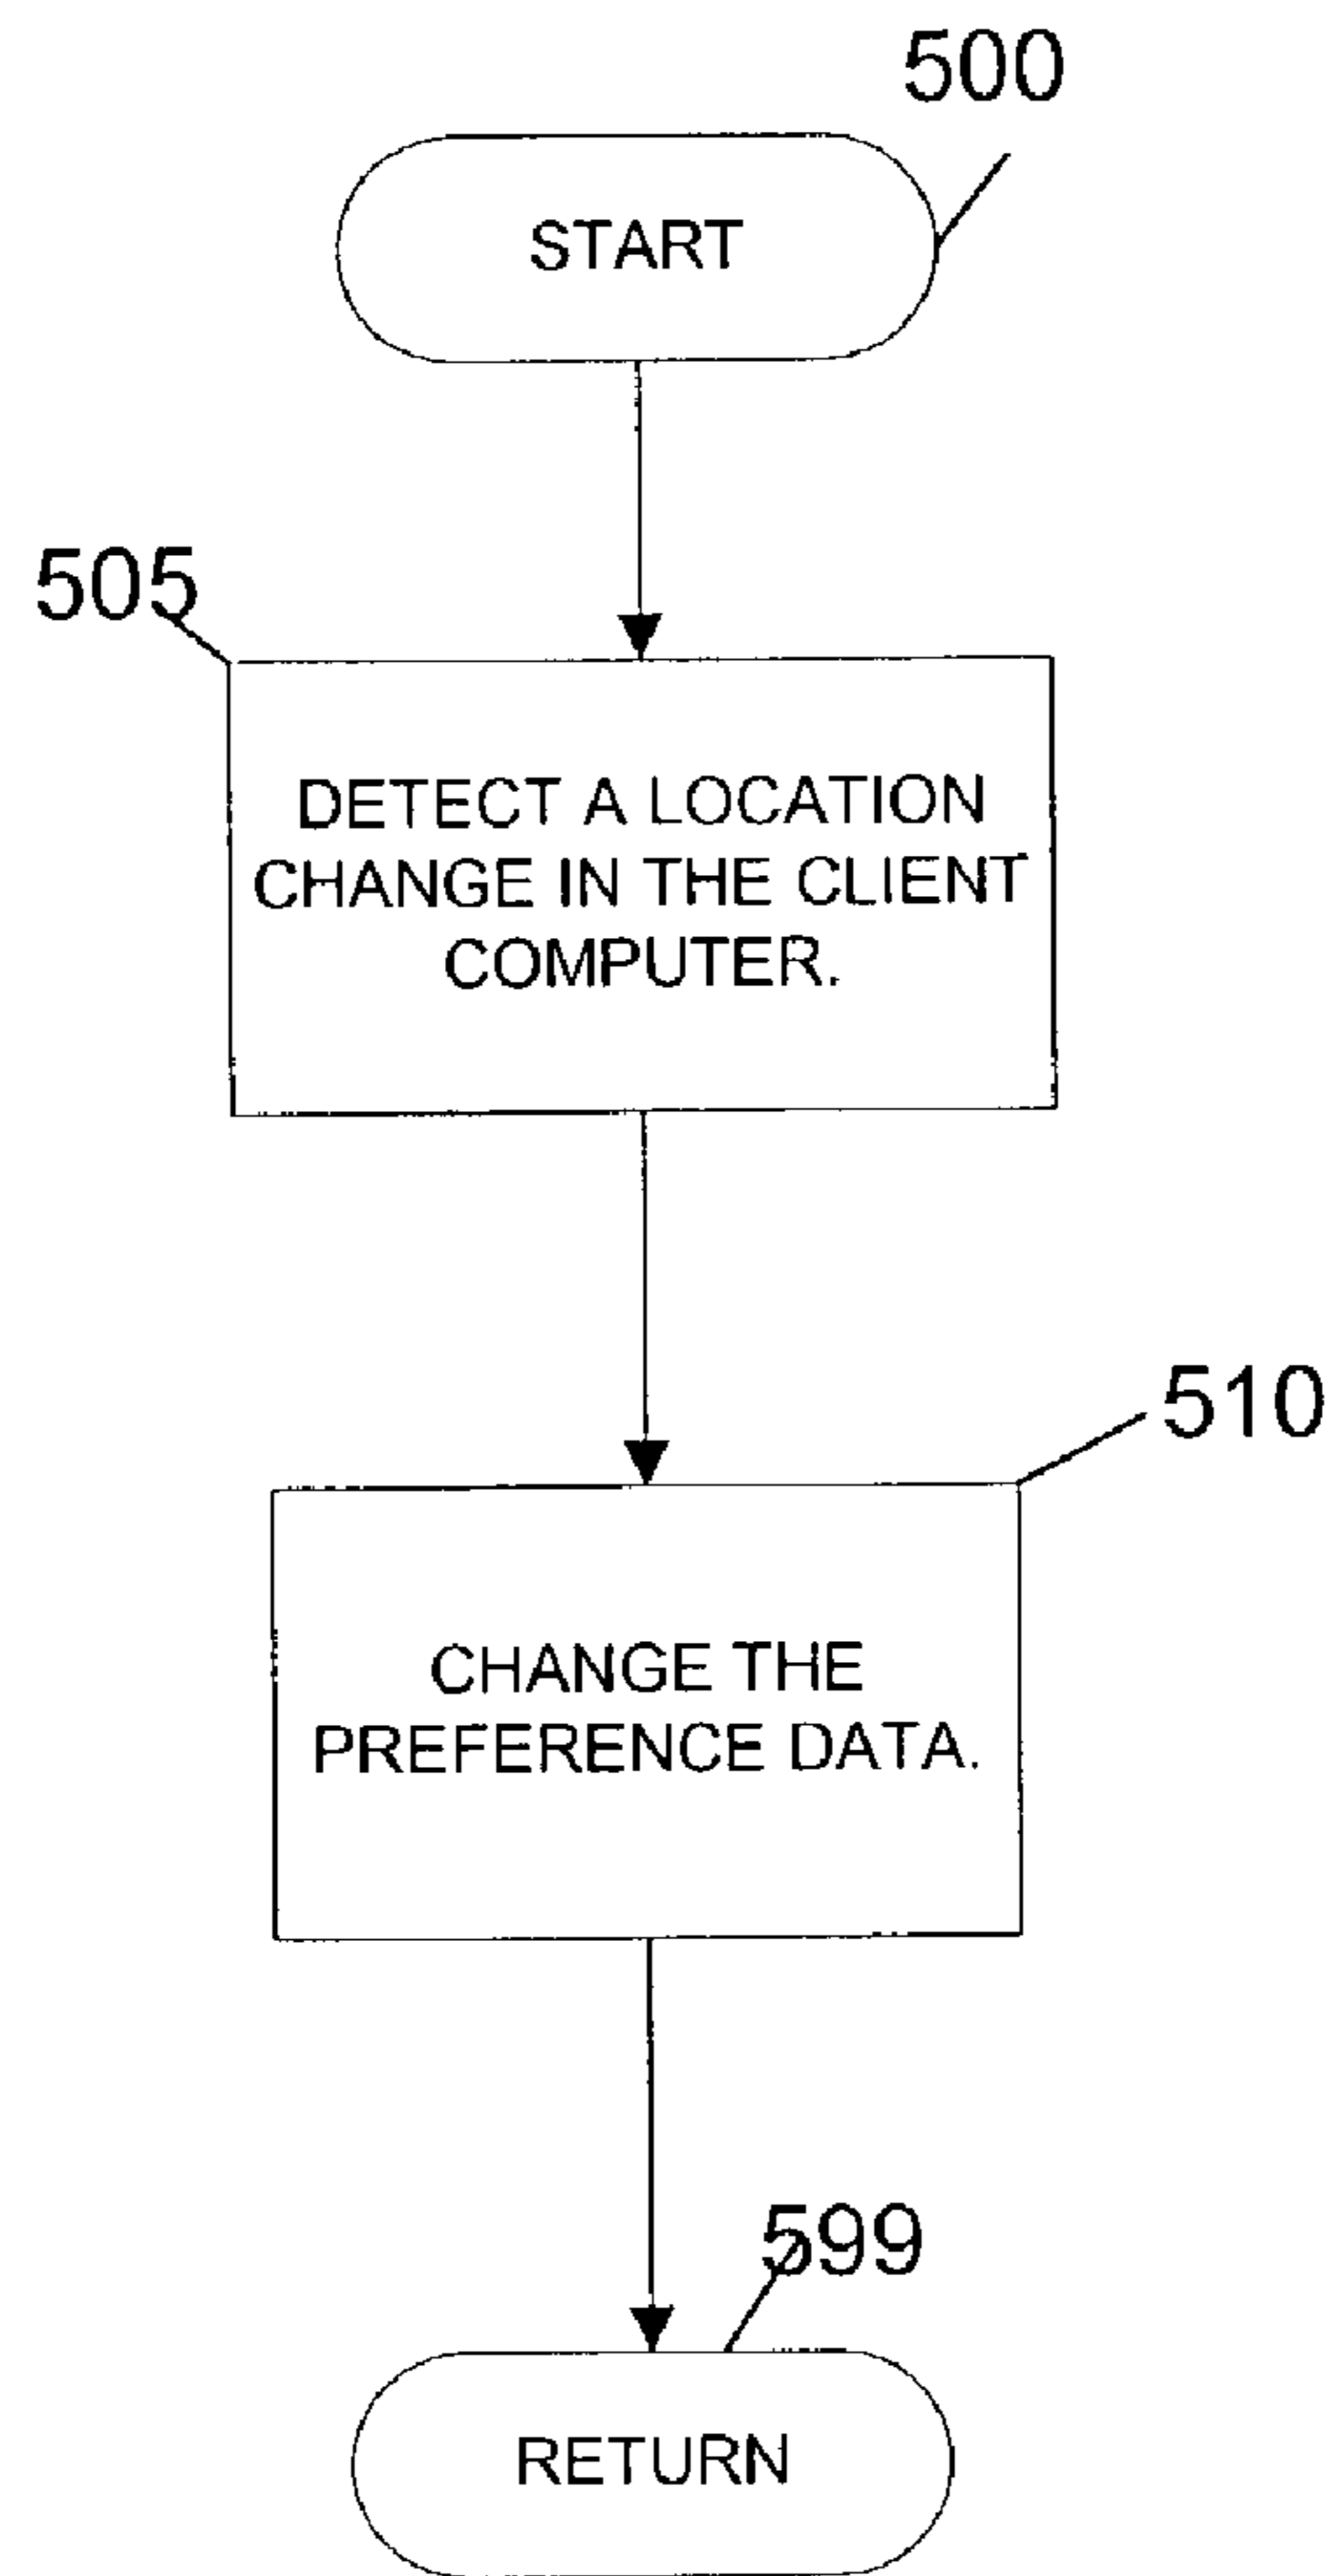 500
START
505
DETECT A LOCATION
CHANGE IN THE CLIENT
COMPUTER.
510
CHANGE THE
PREFERENCE DATA.
599
RETURN